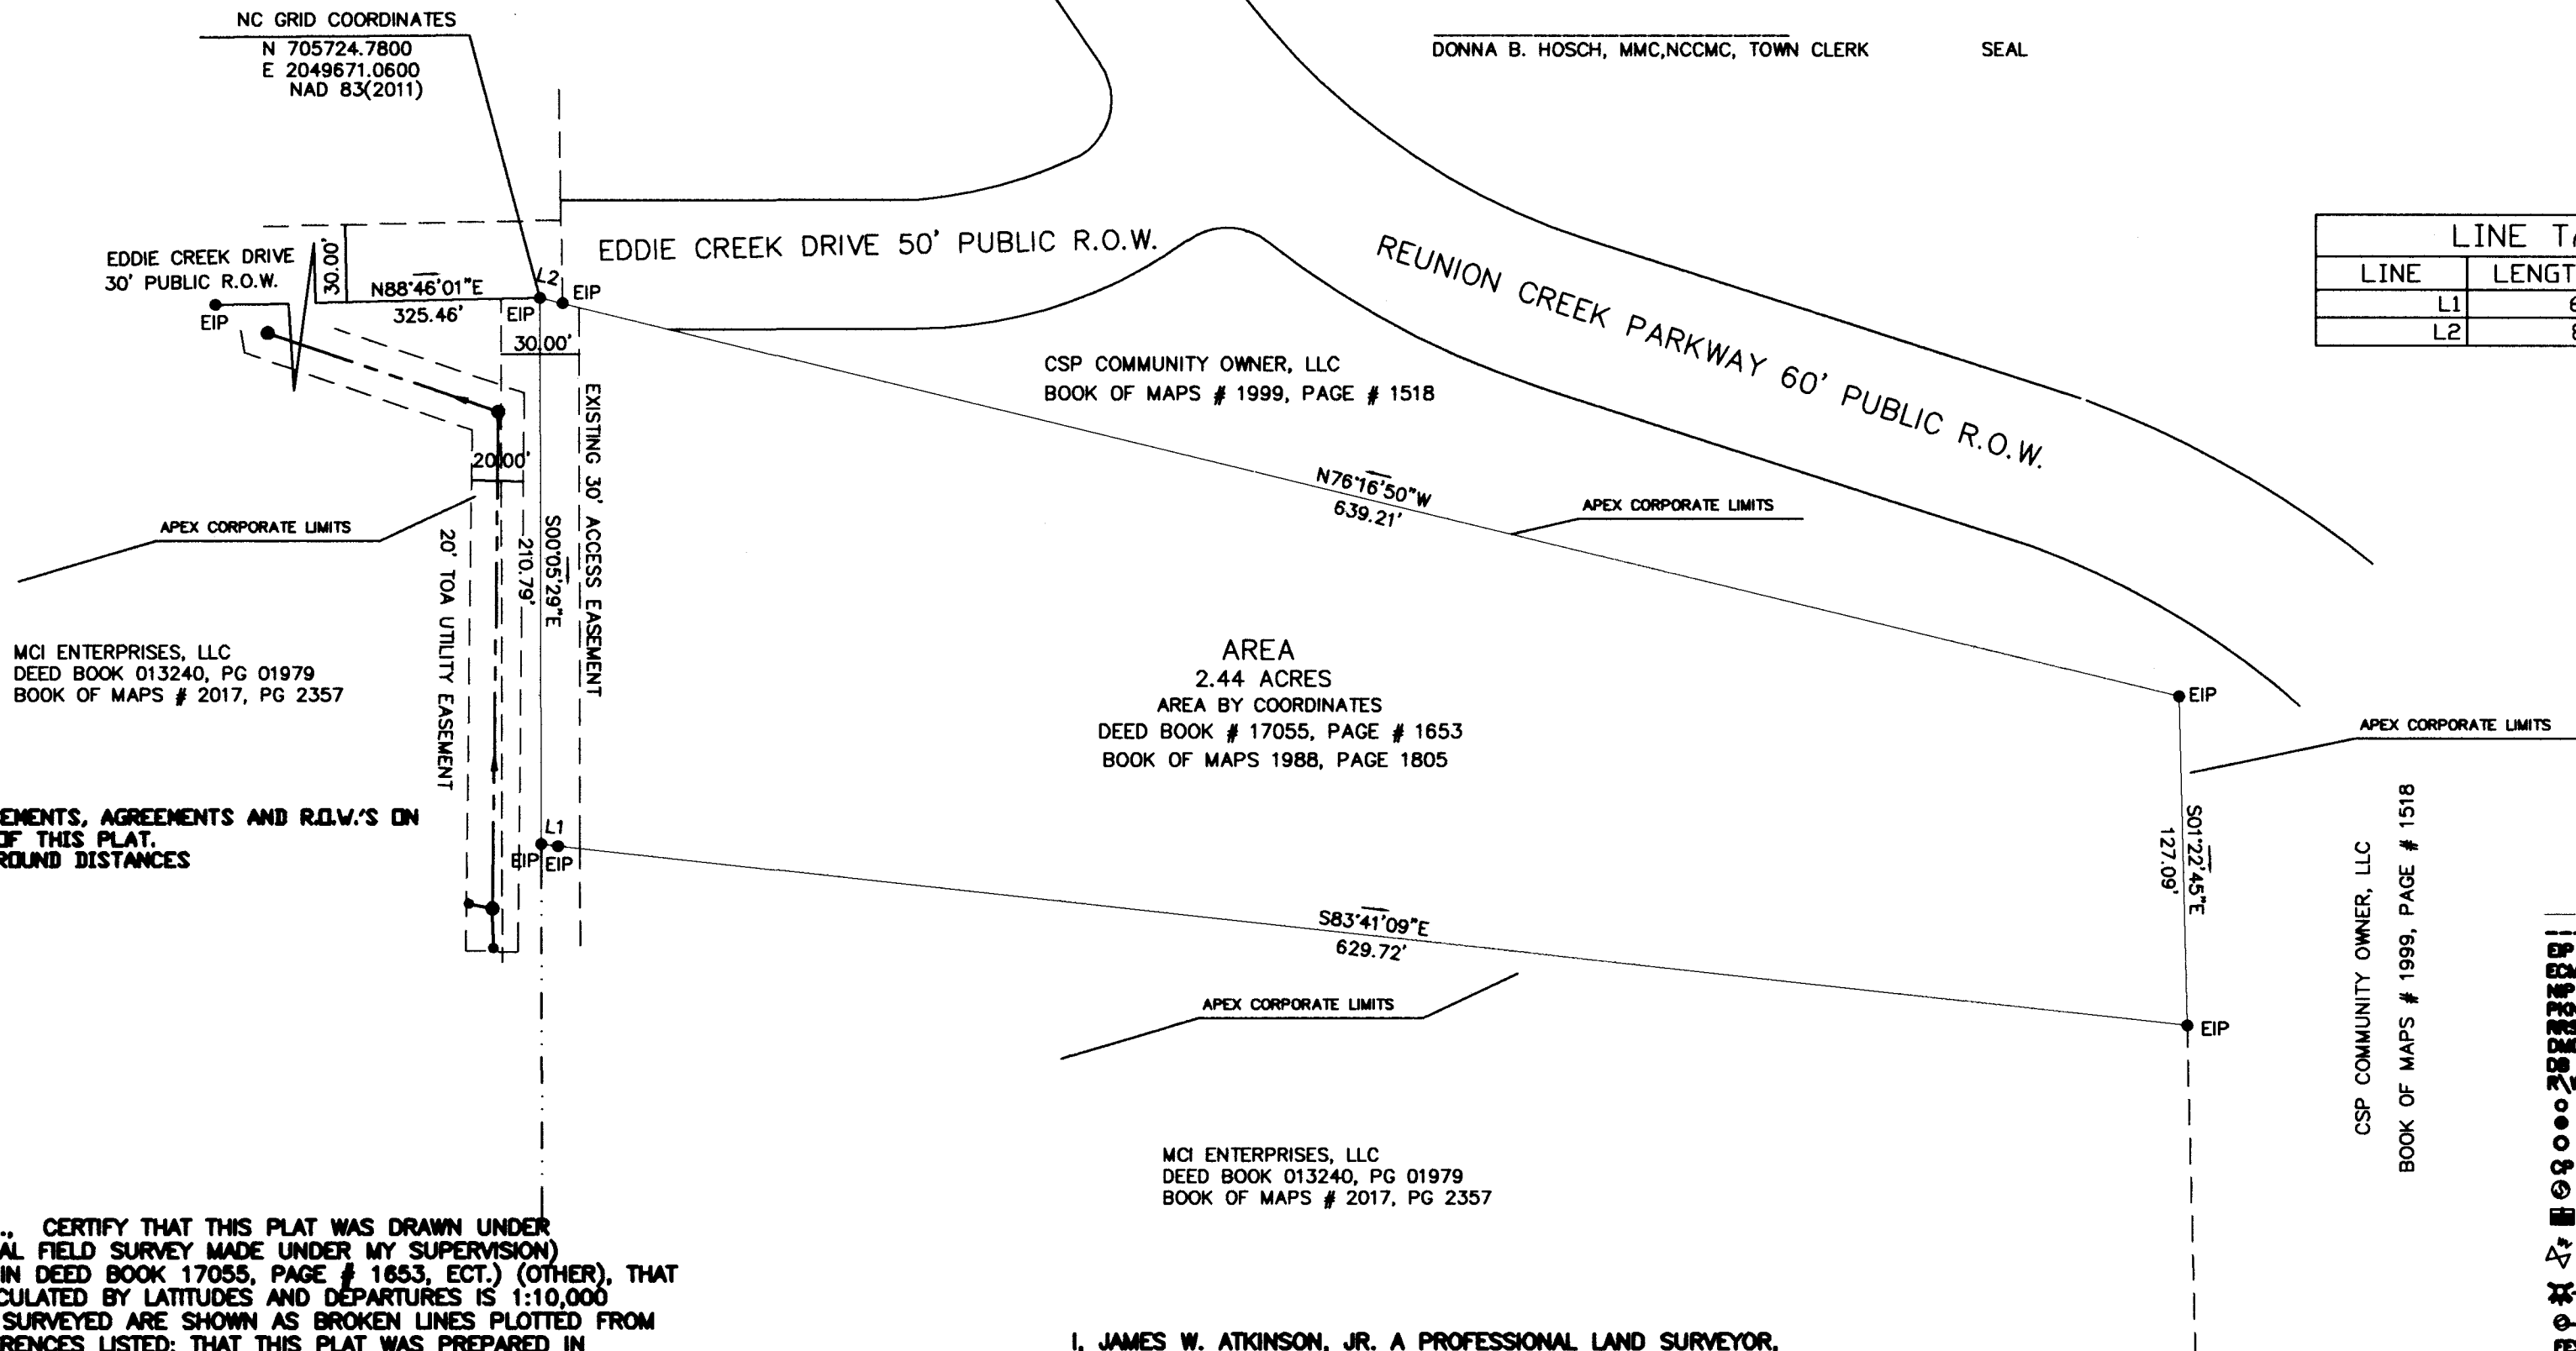 NC GRID COORDINATES
N 705724.7800
E 2049671.0600
NAD 83(2011)
DONNA B. HOSCH, MMC,NCCMC, TOWN CLERK SEAL
EDDIE CREEK DRIVE
30' PUBLIC R.O.W.
30.00'
EIP
N88°46'01"E
325.46'
L2
EIP
EIP
30.00'
EDDIE CREEK DRIVE 50' PUBLIC R.O.W.
REUNION CREEK PARKWAY 60' PUBLIC R.O.W.
LINE
LINE
L1
L2
CSP COMMUNITY OWNER, LLC
BOOK OF MAPS # 1999, PAGE # 1518
N76°16'50"W
639.21'
APEX CORPORATE LIMITS
20.00'
APEX CORPORATE LIMITS
20' TOA UTILITY EASEMENT
210.79'
S00°05'29"E
EXISTING 30' ACCESS EASEMENT
MCI ENTERPRISES, LLC
DEED BOOK 013240, PG 01979
BOOK OF MAPS # 2017, PG 2357
AREA
2.44 ACRES
AREA BY COORDINATES
DEED BOOK # 17055, PAGE # 1653
BOOK OF MAPS 1988, PAGE 1805
EIP
APEX CORPORATE LIMITS
S01°22'45"E
127.09'
EIP
CSP COMMUNITY OWNER, LLC
BOOK OF MAPS # 1999, PAGE # 1518
AGREEMENTS AND R.O.W.'S ON
OF THIS PLAT.
DISTANCES
L1
EIP
EIP
S83°41'09"E
629.72'
APEX CORPORATE LIMITS
MCI ENTERPRISES, LLC
DEED BOOK 013240, PG 01979
BOOK OF MAPS # 2017, PG 2357
CERTIFY THAT THIS PLAT WAS DRAWN UNDER
FIELD SURVEY MADE UNDER MY SUPERVISION)
IN DEED BOOK 17055, PAGE # 1653, ECT.) (OTHER), THAT
BY LATITUDES AND DEPARTURES IS 1:10,000
SURVEYED ARE SHOWN AS BROKEN LINES PLOTTED FROM
LISTED: THAT THIS PLAT WAS PREPARED IN
I, JAMES W. ATKINSON, JR. A PROFESSIONAL LAND SURVEYOR,
EIP